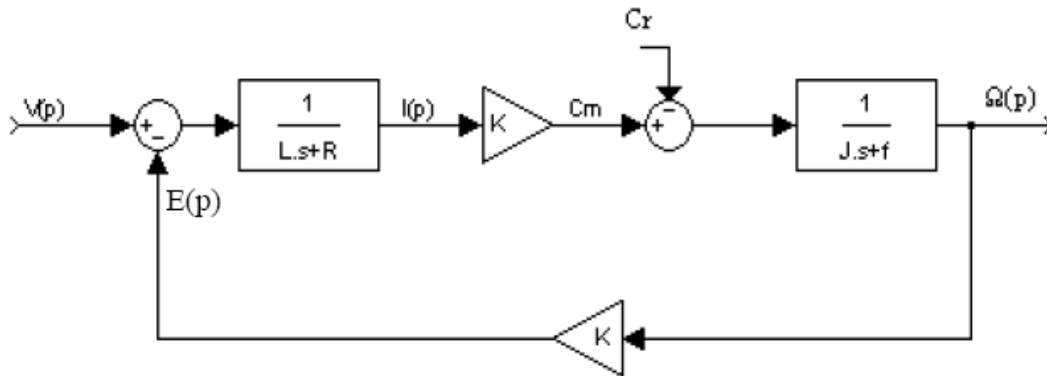 Cr
V(p)
+
-
1
L.s+R
I(p)
K
Cm
-
+
1
J.s+f
Ω(p)
E(p)
K